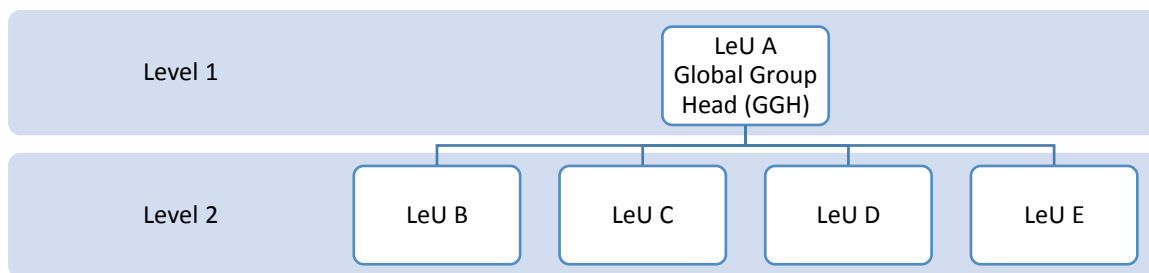 Level 1
LeU A
Global Group
Head (GGH)
Level 2
LeU B
LeU C
LeU D
LeU E